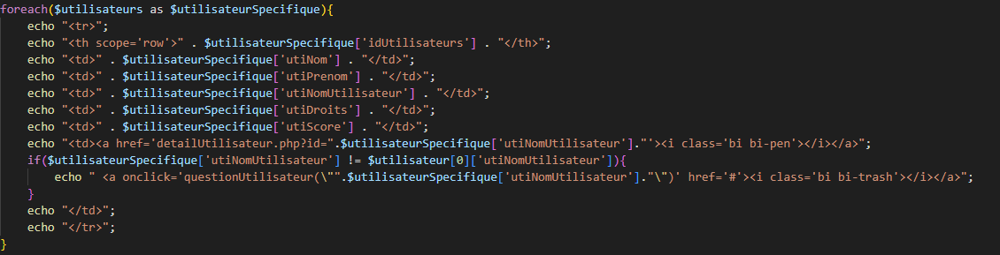 foreach($utilisateurs as $utilisateurSpecifique){
    echo "<tr>";
    echo "<th scope='row'>" . $utilisateurSpecifique['idUtilisateurs'] . "</th>";
    echo "<td>" . $utilisateurSpecifique['utiNom'] . "</td>";
    echo "<td>" . $utilisateurSpecifique['utiPrenom'] . "</td>";
    echo "<td>" . $utilisateurSpecifique['utiNomUtilisateur'] . "</td>";
    echo "<td>" . $utilisateurSpecifique['utiDroits'] . "</td>";
    echo "<td>" . $utilisateurSpecifique['utiScore'] . "</td>";
    echo "<td><a href='detailUtilisateur.php?id=".$utilisateurSpecifique['utiNomUtilisateur']."'><i class='bi bi-pen'></i></a>";
    if($utilisateurSpecifique['utiNomUtilisateur'] != $utilisateur[0]['utiNomUtilisateur']){
        echo " <a onclick='questionUtilisateur(\"".$utilisateurSpecifique['utiNomUtilisateur']."\")' href='#'><i class='bi bi-trash'></i></a>";
    }
    echo "</td>";
    echo "</tr>";
}